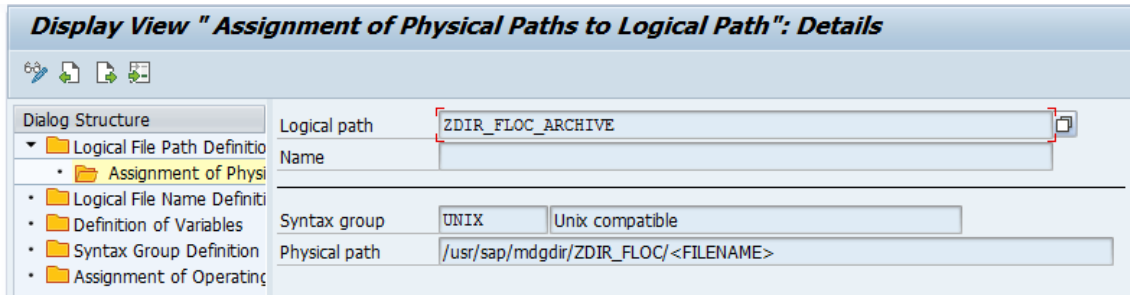 Display View "Assignment of Physical Paths to Logical Path": Details
Dialog Structure
Logical File Path Definitio
Assignment of Physi
Logical File Name Definiti
Definition of Variables
Syntax Group Definition
Assignment of Operating
Logical path ZDIR_FLOC_ARCHIVE
Name
Syntax group UNIX Unix compatible
Physical path /usr/sap/mdgdir/ZDIR_FLOC/<FILENAME>